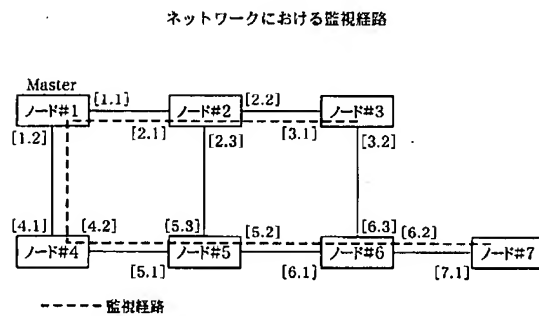 ネットワークにおける監視経路
Master
ノード#1
[1.1]
ノード#2
[2.2]
ノード#3
[1.2]
[2.1]
[2.3]
[3.1]
[3.2]
[4.1]
[4.2]
[5.3]
[5.2]
[6.3]
[6.2]
ノード#4
ノード#5
ノード#6
ノード#7
[5.1]
[6.1]
[7.1]
監視経路